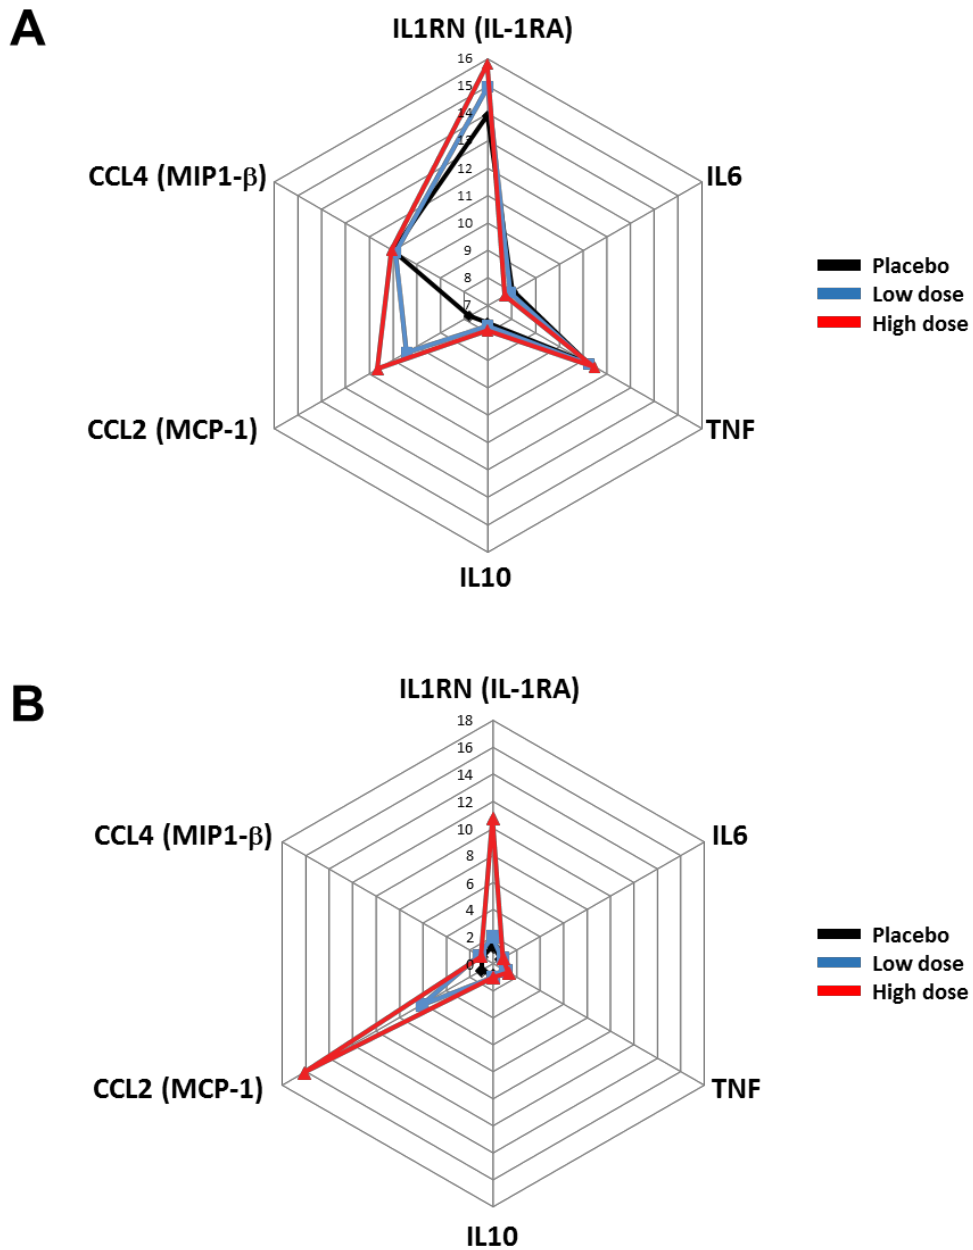 A
IL1RN (IL-1RA)
16
15
14
13
12
11
10
9
8
7
CCL4 (MIP1-β)
IL6
Placebo
Low dose
High dose
CCL2 (MCP-1)
TNF
IL10
B
IL1RN (IL-1RA)
18
16
14
12
10
8
6
4
2
0
CCL4 (MIP1-β)
IL6
Placebo
Low dose
High dose
CCL2 (MCP-1)
TNF
IL10